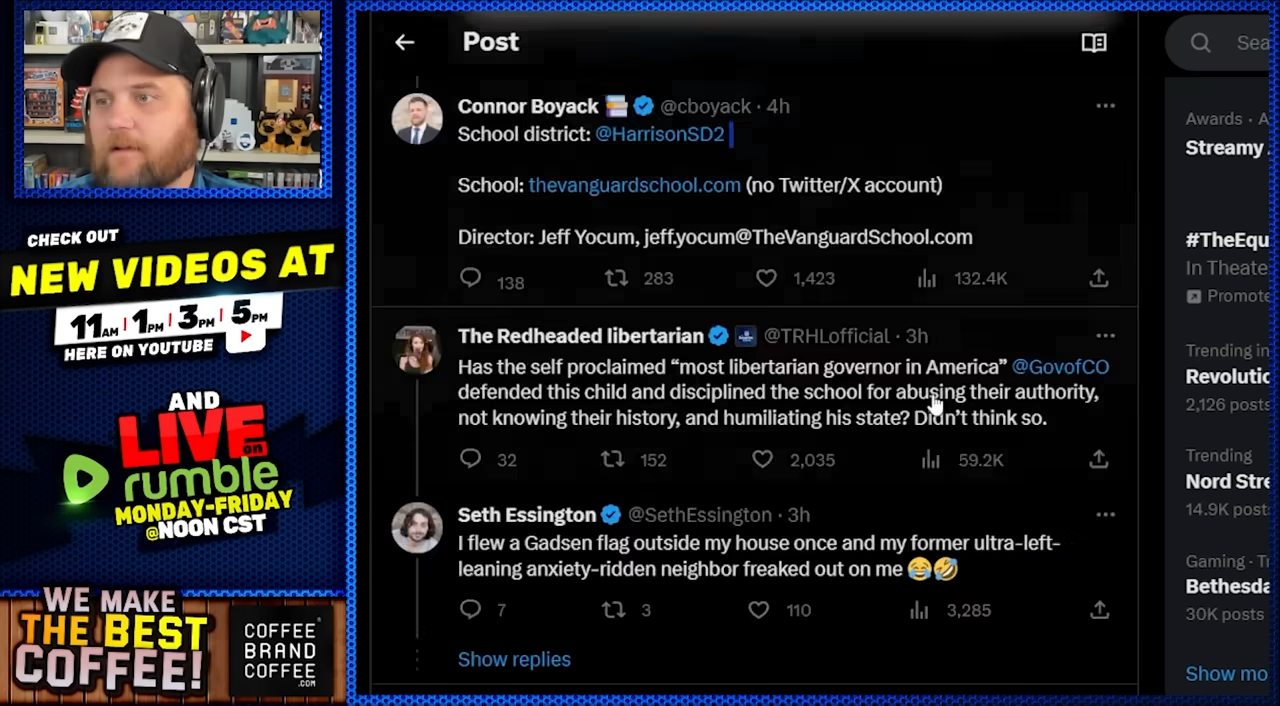 CHECK OUT
NEW VIDEOS AT
11AM | 1PM | 3PM | 5PM
HERE ON YOUTUBE
AND
LIVE on
rumble
MONDAY-FRIDAY
@NOON CST
WE MAKE
THE BEST
COFFEE!
COFFEE
BRAND
COFFEE
.COM
Post
Connor Boyack @cboyack · 4h
School district: @HarrisonSD2
School: thevanguardschool.com (no Twitter/X account)
Director: Jeff Yocum, jeff.yocum@TheVanguardSchool.com
138 283 1,423 132.4K
The Redheaded libertarian @TRHLofficial · 3h
Has the self proclaimed “most libertarian governor in America” @GovofCO
defended this child and disciplined the school for abusing their authority,
not knowing their history, and humiliating his state? Didn’t think so.
32 152 2,035 59.2K
Seth Essington @SethEssington · 3h
I flew a Gadsen flag outside my house once and my former ultra-left-
leaning anxiety-ridden neighbor freaked out on me 😂🤣
7 3 110 3,285
Show replies
Sea
Awards · A
Streamy
#TheEqu
In Theate
Promote
Trending in
Revolutio
2,126 posts
Trending
Nord Stre
14.9K posts
Gaming · T
Bethesda
30K posts
Show mo